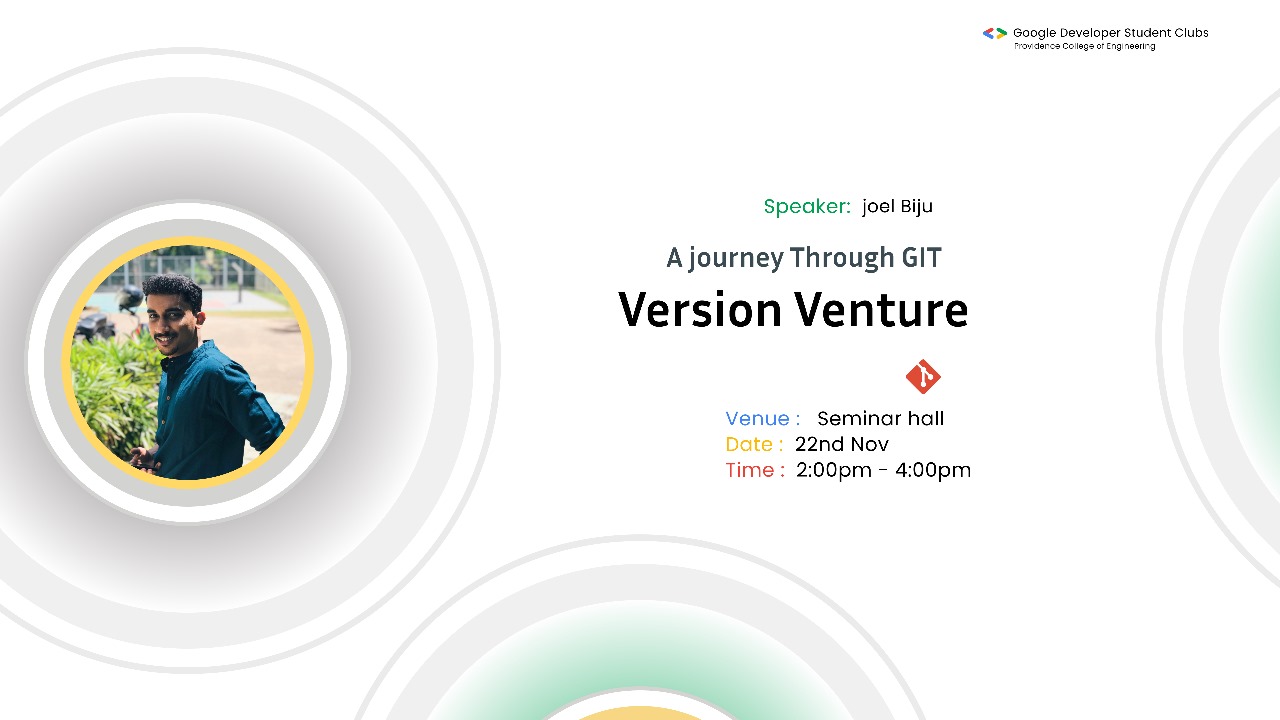 Google Developer Student Clubs
Providence College of Engineering
Speaker: joel Biju
A journey Through GIT
Version Venture
Venue : Seminar hall
Date : 22nd Nov
Time : 2:00pm - 4:00pm